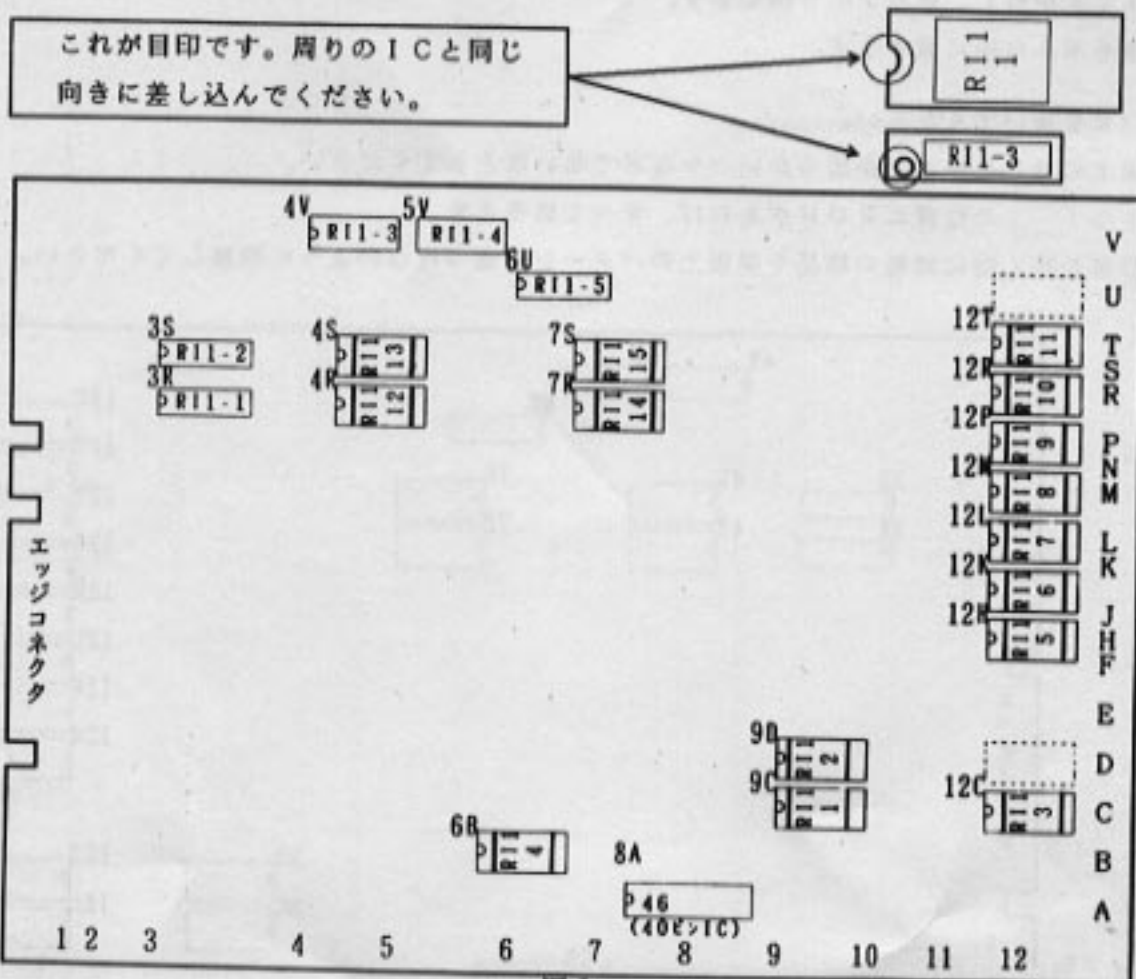 これが目印です。周りのICと同じ
向きに差し込んでください。
RI1 1
RI1-3
4V
RI1-3
5V
RI1-4
6U
RI1-5
3S
RI1-2
3R
RI1-1
4S
RI1 13
4R
RI1 12
7S
RI1 15
7R
RI1 14
12T
RI1 11
12R
RI1 10
12P
RI1 9
12N
RI1 8
12L
RI1 7
12K
RI1 6
12H
RI1 5
9D
RI1 2
9C
RI1 1
12C
RI1 3
6B
RI1 4
8A
46
(40ピンIC)
エッジコネクタ
V
U
T
S
R
P
N
M
L
K
J
H
F
E
D
C
B
A
1 2 3 4 5 6 7 8 9 10 11 12